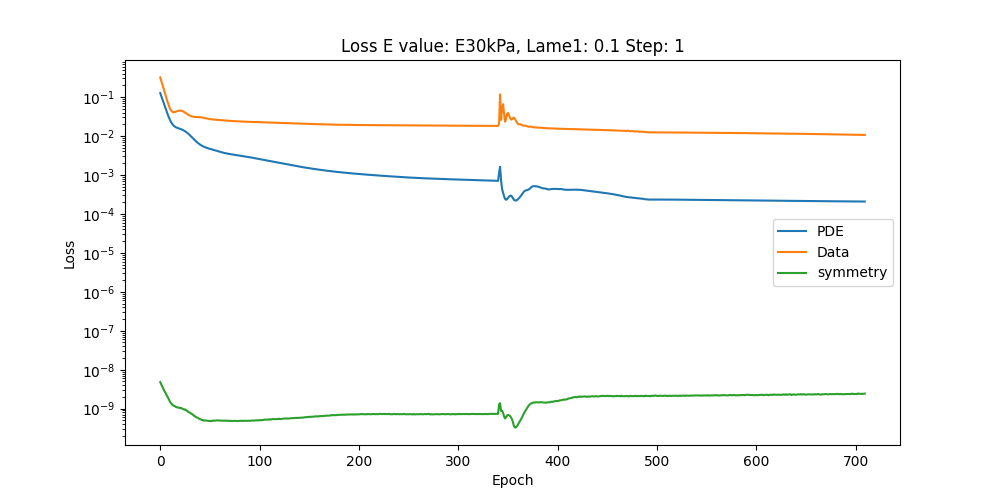 Loss E value: E30kPa, Lame1: 0.1 Step: 1
10⁻¹
10⁻²
10⁻³
10⁻⁴
10⁻⁵
10⁻⁶
10⁻⁷
10⁻⁸
10⁻⁹
Loss
PDE
Data
symmetry
0 100 200 300 400 500 600 700
Epoch